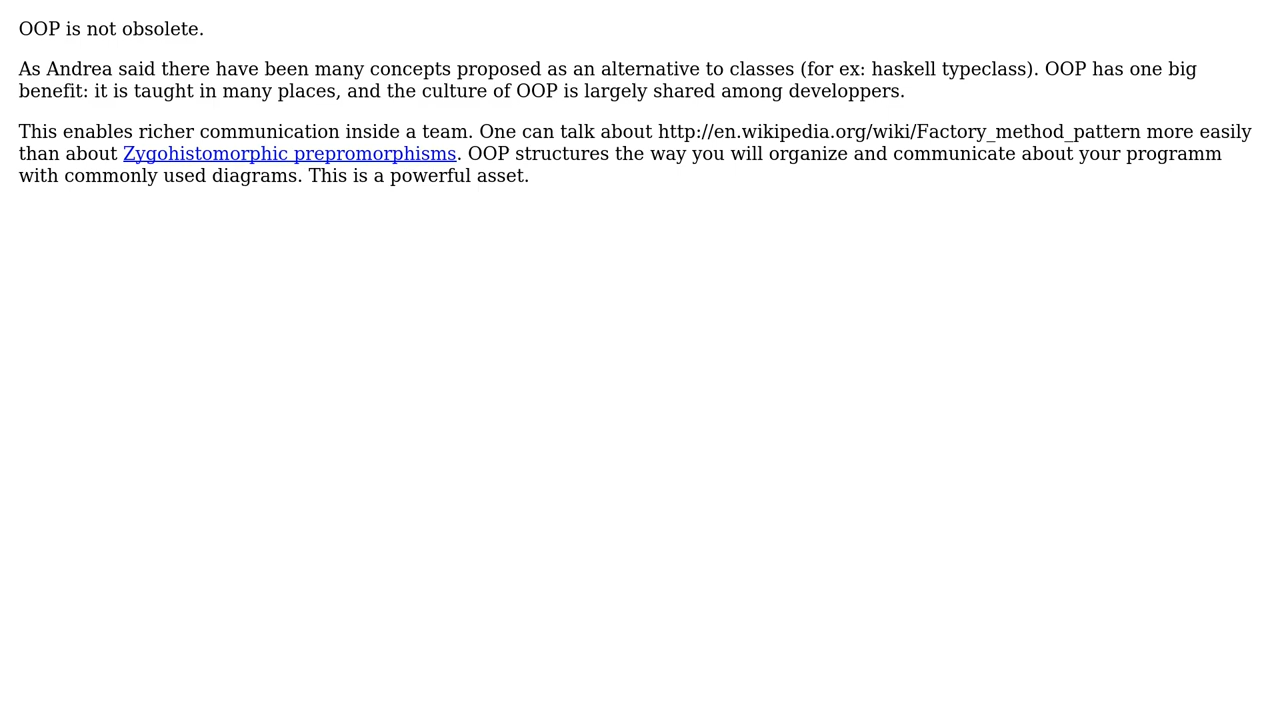 OOP is not obsolete.
As Andrea said there have been many concepts proposed as an alternative to classes (for ex: haskell typeclass). OOP has one big
benefit: it is taught in many places, and the culture of OOP is largely shared among developpers.
This enables richer communication inside a team. One can talk about http://en.wikipedia.org/wiki/Factory_method_pattern more easily
than about Zygohistomorphic prepromorphisms. OOP structures the way you will organize and communicate about your programm
with commonly used diagrams. This is a powerful asset.